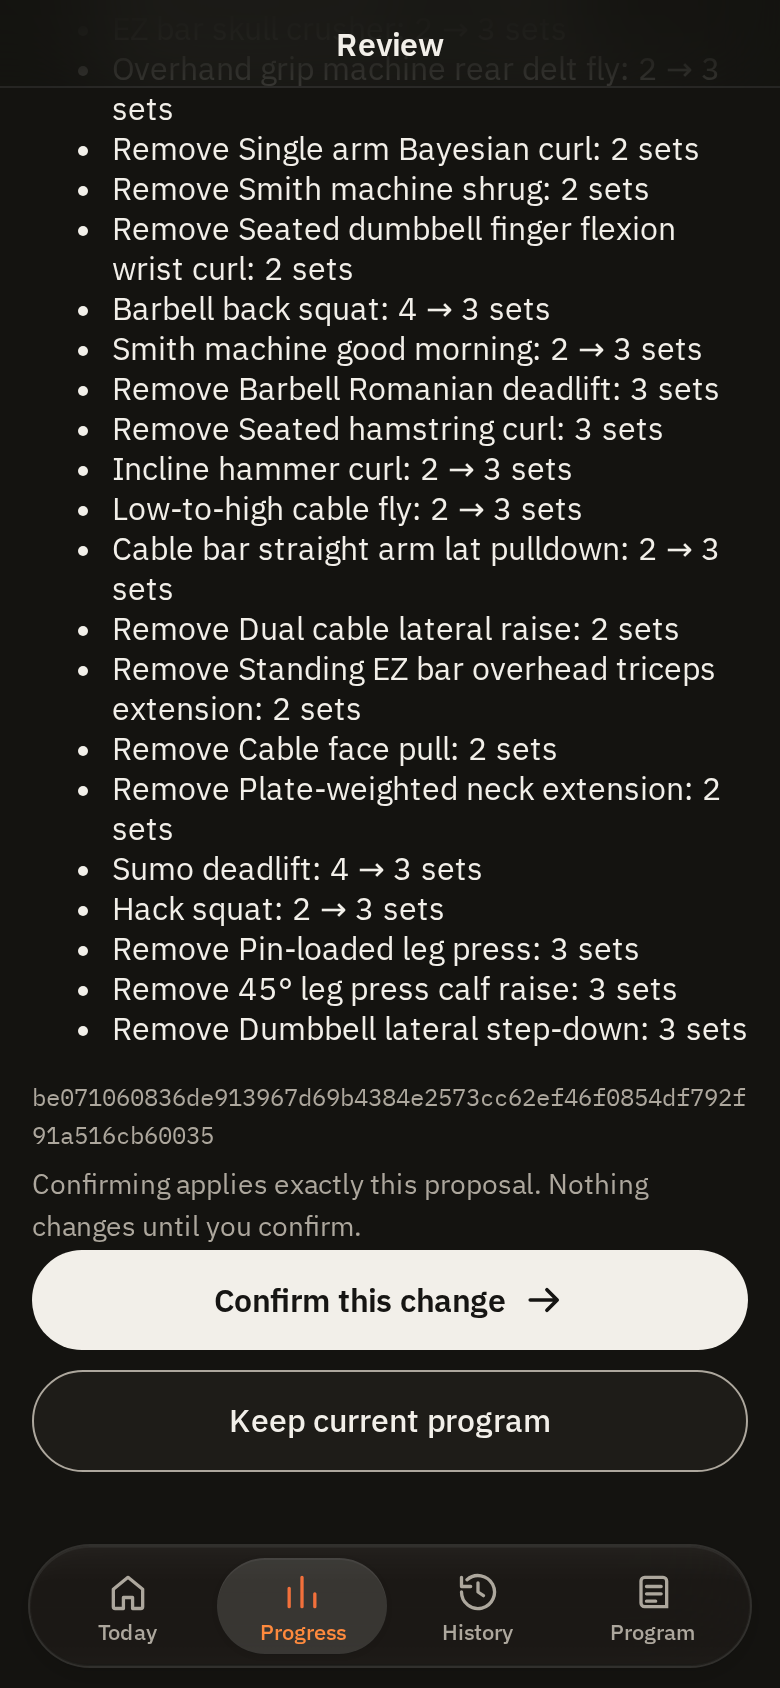 EZ bar skull crusher: 2 → 3 sets
Review
Overhand grip machine rear delt fly: 2 → 3
sets
Remove Single arm Bayesian curl: 2 sets
Remove Smith machine shrug: 2 sets
Remove Seated dumbbell finger flexion
wrist curl: 2 sets
Barbell back squat: 4 → 3 sets
Smith machine good morning: 2 → 3 sets
Remove Barbell Romanian deadlift: 3 sets
Remove Seated hamstring curl: 3 sets
Incline hammer curl: 2 → 3 sets
Low-to-high cable fly: 2 → 3 sets
Cable bar straight arm lat pulldown: 2 → 3
sets
Remove Dual cable lateral raise: 2 sets
Remove Standing EZ bar overhead triceps
extension: 2 sets
Remove Cable face pull: 2 sets
Remove Plate-weighted neck extension: 2
sets
Sumo deadlift: 4 → 3 sets
Hack squat: 2 → 3 sets
Remove Pin-loaded leg press: 3 sets
Remove 45° leg press calf raise: 3 sets
Remove Dumbbell lateral step-down: 3 sets
be071060836de913967d69b4384e2573cc62ef46f0854df792f
91a516cb60035
Confirming applies exactly this proposal. Nothing
changes until you confirm.
Confirm this change →
Keep current program
Today
Progress
History
Program